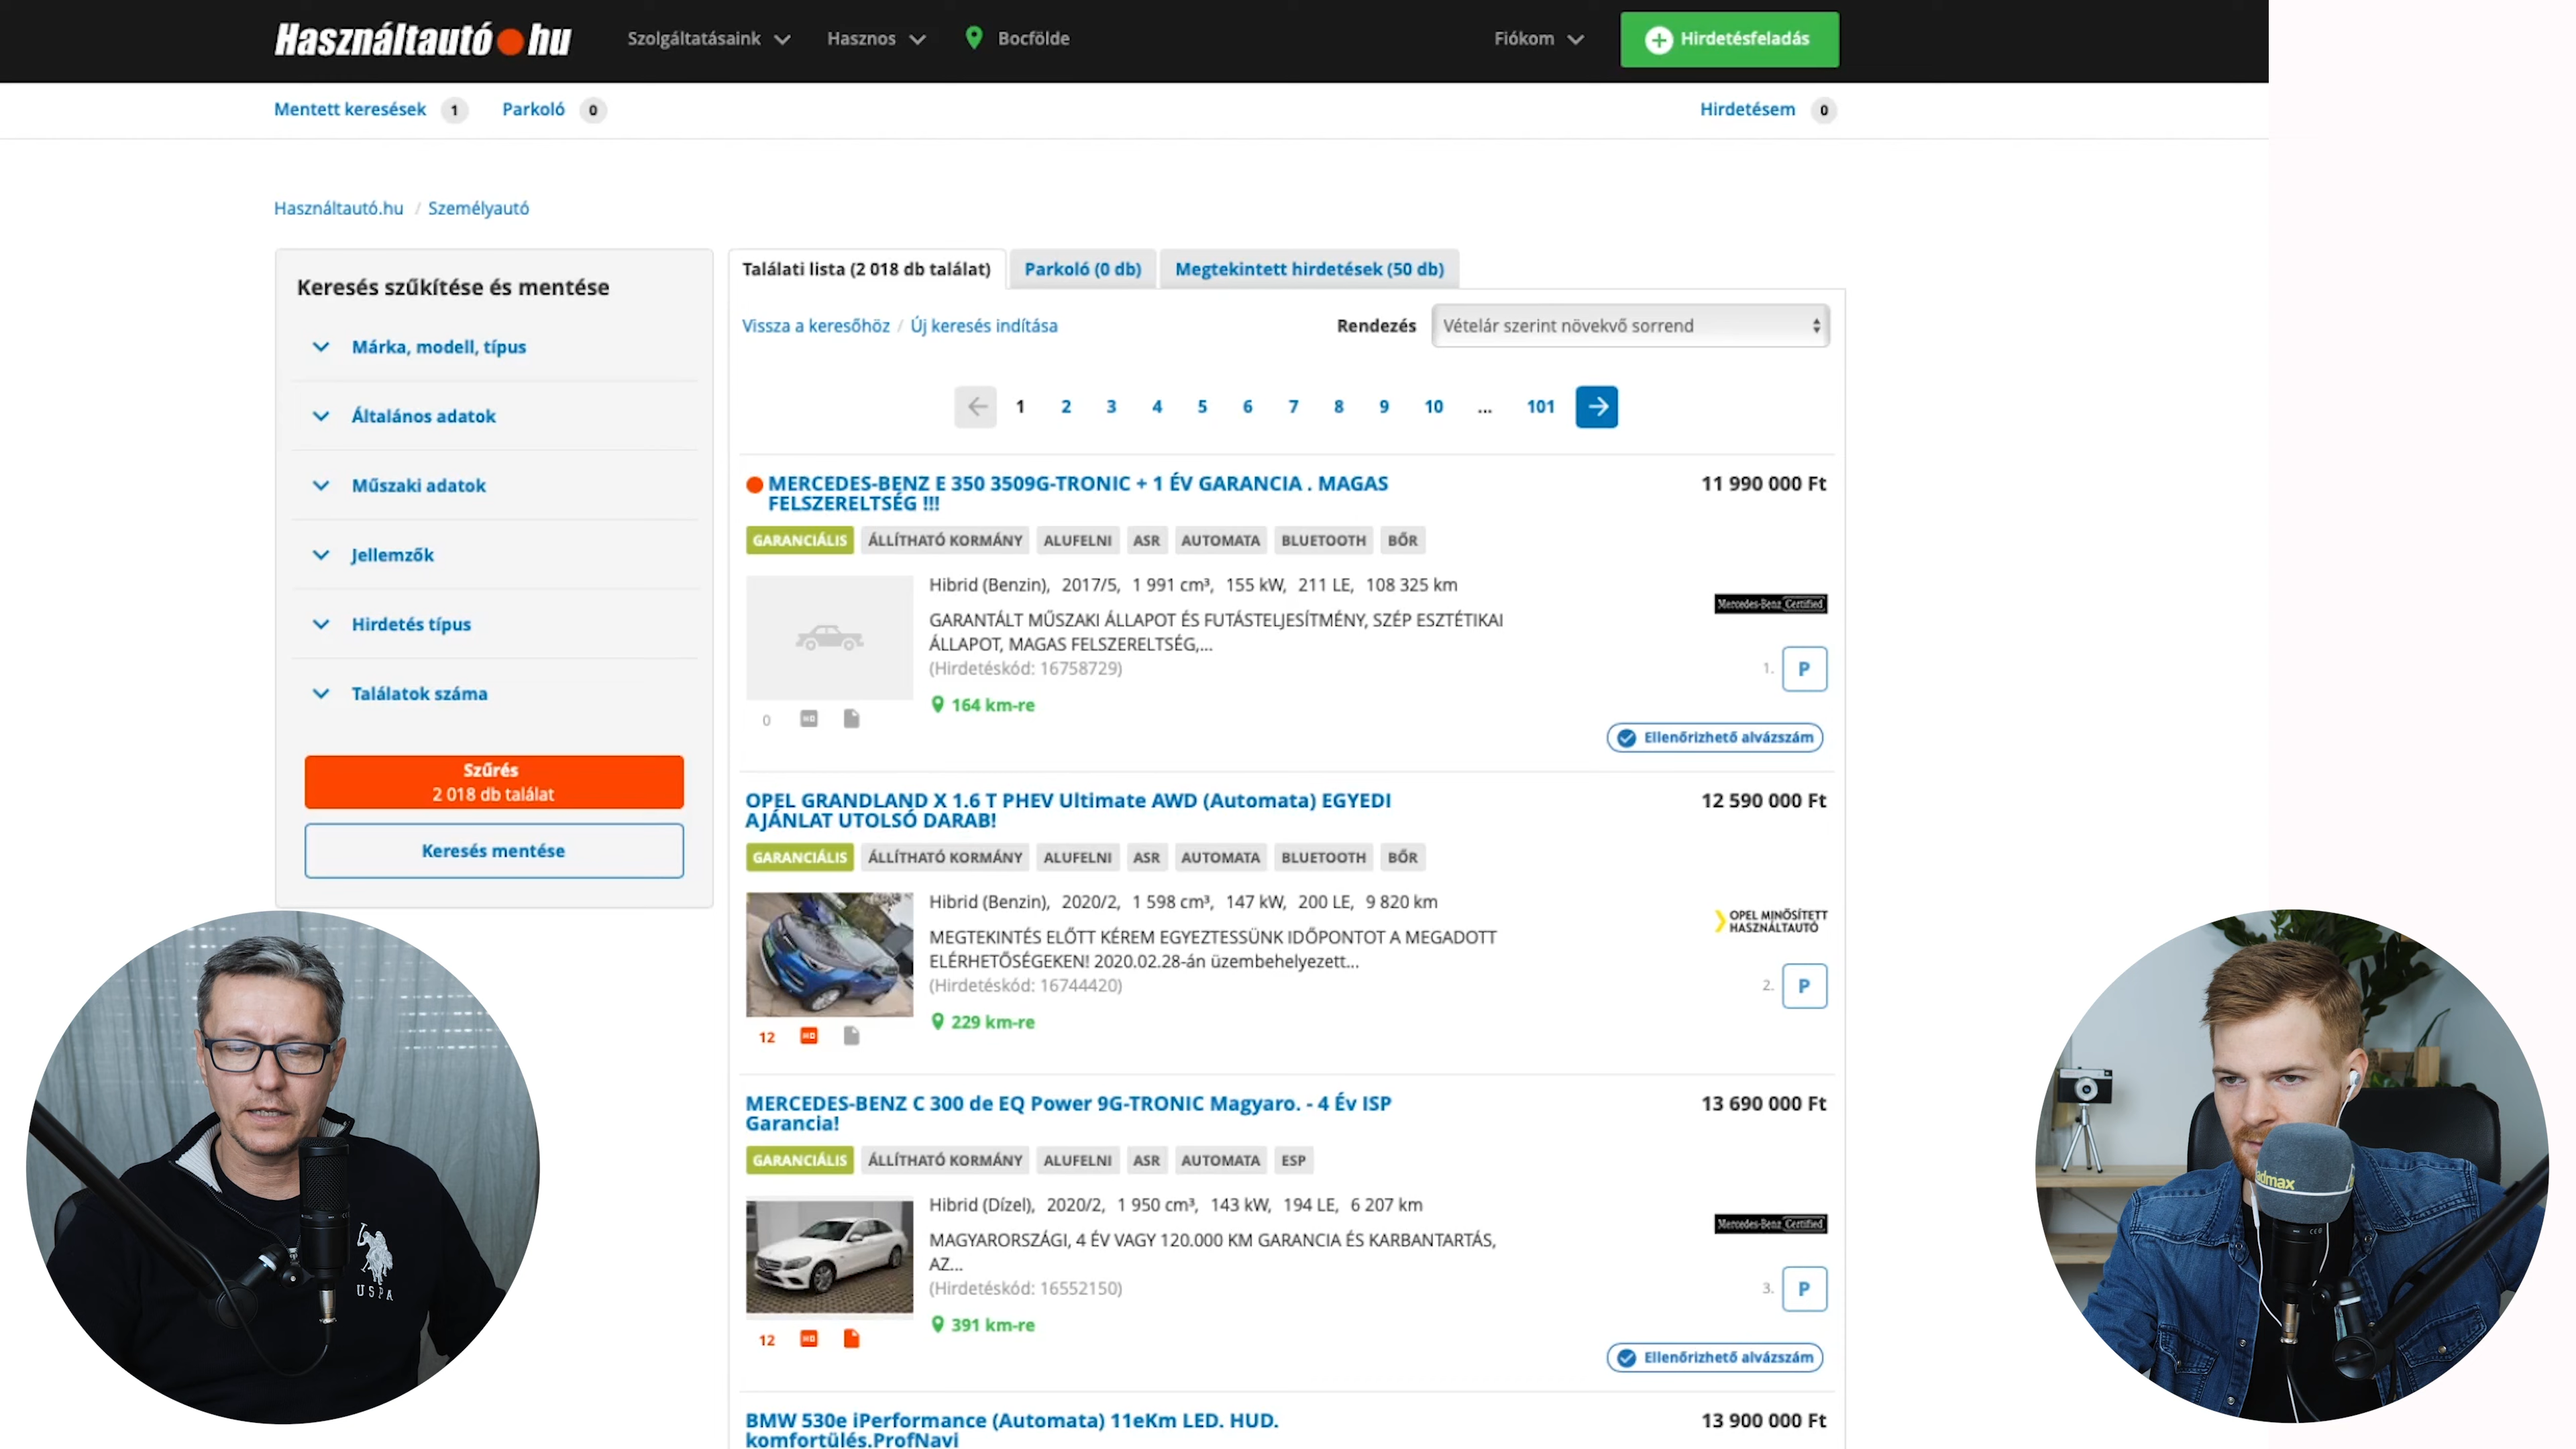 Használtautó.hu
Szolgáltatásaink
Hasznos
Bocfölde
Fiókom
Hirdetésfeladás
Mentett keresések 1
Parkoló 0
Hirdetésem 0
Használtautó.hu / Személyautó
Keresés szűkítése és mentése
Márka, modell, típus
Általános adatok
Műszaki adatok
Jellemzők
Hirdetés típus
Találatok száma
Szűrés
2 018 db találat
Keresés mentése
Találati lista (2 018 db találat)
Parkoló (0 db)
Megtekintett hirdetések (50 db)
Vissza a keresőhöz / Új keresés indítása
Rendezés
Vételár szerint növekvő sorrend
1 2 3 4 5 6 7 8 9 10 ... 101
MERCEDES-BENZ E 350 3509G-TRONIC + 1 ÉV GARANCIA . MAGAS
FELSZERELTSÉG !!!
11 990 000 Ft
GARANCIÁLIS ÁLLÍTHATÓ KORMÁNY ALUFELNI ASR AUTOMATA BLUETOOTH BŐR
Hibrid (Benzin), 2017/5, 1 991 cm³, 155 kW, 211 LE, 108 325 km
GARANTÁLT MŰSZAKI ÁLLAPOT ÉS FUTÁSTELJESÍTMÉNY, SZÉP ESZTÉTIKAI
ÁLLAPOT, MAGAS FELSZERELTSÉG,...
(Hirdetéskód: 16758729)
164 km-re
Mercedes-Benz Certified
1. P
0 HD
Ellenőrizhető alvázszám
OPEL GRANDLAND X 1.6 T PHEV Ultimate AWD (Automata) EGYEDI
AJÁNLAT UTOLSÓ DARAB!
12 590 000 Ft
GARANCIÁLIS ÁLLÍTHATÓ KORMÁNY ALUFELNI ASR AUTOMATA BLUETOOTH BŐR
Hibrid (Benzin), 2020/2, 1 598 cm³, 147 kW, 200 LE, 9 820 km
MEGTEKINTÉS ELŐTT KÉREM EGYEZTESSÜNK IDŐPONTOT A MEGADOTT
ELÉRHETŐSÉGEKEN! 2020.02.28-án üzembehelyezett...
(Hirdetéskód: 16744420)
229 km-re
OPEL MINŐSÍTETT
HASZNÁLTAUTÓ
2. P
12 HD
MERCEDES-BENZ C 300 de EQ Power 9G-TRONIC Magyaro. - 4 Év ISP
Garancia!
13 690 000 Ft
GARANCIÁLIS ÁLLÍTHATÓ KORMÁNY ALUFELNI ASR AUTOMATA ESP
Hibrid (Dízel), 2020/2, 1 950 cm³, 143 kW, 194 LE, 6 207 km
MAGYARORSZÁGI, 4 ÉV VAGY 120.000 KM GARANCIA ÉS KARBANTARTÁS,
AZ...
(Hirdetéskód: 16552150)
391 km-re
Mercedes-Benz Certified
3. P
12 HD
Ellenőrizhető alvázszám
BMW 530e iPerformance (Automata) 11eKm LED. HUD.
komfortülés.ProfNavi
13 900 000 Ft
USPA
admax